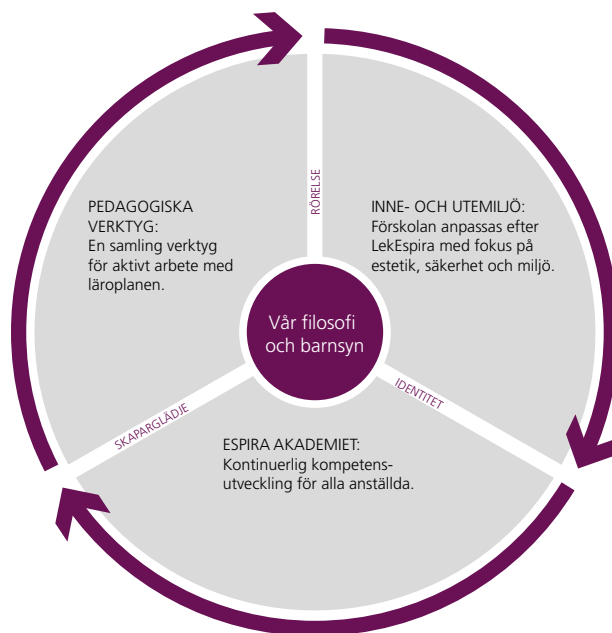 RÖRELSE
PEDAGOGISKA
VERKTYG:
En samling verktyg
för aktivt arbete med
läroplanen.
INNE- OCH UTEMILJÖ:
Förskolan anpassas efter
LekEspira med fokus på
estetik, säkerhet och miljö.
Vår filosofi
och barnsyn
SKAPARGLÄDJE
IDENTITET
ESPIRA AKADEMIET:
Kontinuerlig kompetens-
utveckling för alla anställda.